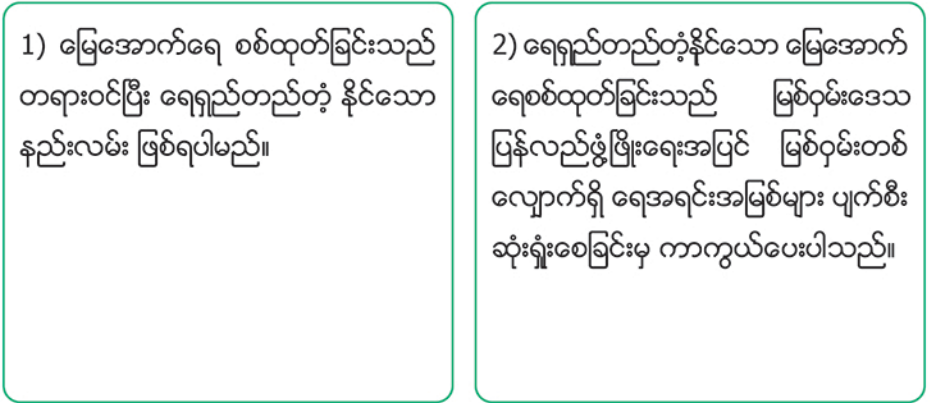 1) မြေအောက်ရေ စစ်ထုတ်ခြင်းသည်
တရားဝင်ပြီး ရေရှည်တည်တံ့ နိုင်သော
နည်းလမ်း ဖြစ်ရပါမည်။
2) ရေရှည်တည်တံ့နိုင်သော မြေအောက်
ရေစစ်ထုတ်ခြင်းသည် မြစ်ဝှမ်းဒေသ
ပြန်လည်ဖွံ့ဖြိုးရေးအပြင် မြစ်ဝှမ်းတစ်
လျှောက်ရှိ ရေအရင်းအမြစ်များ ပျက်စီး
ဆုံးရှုံးစေခြင်းမှ ကာကွယ်ပေးပါသည်။